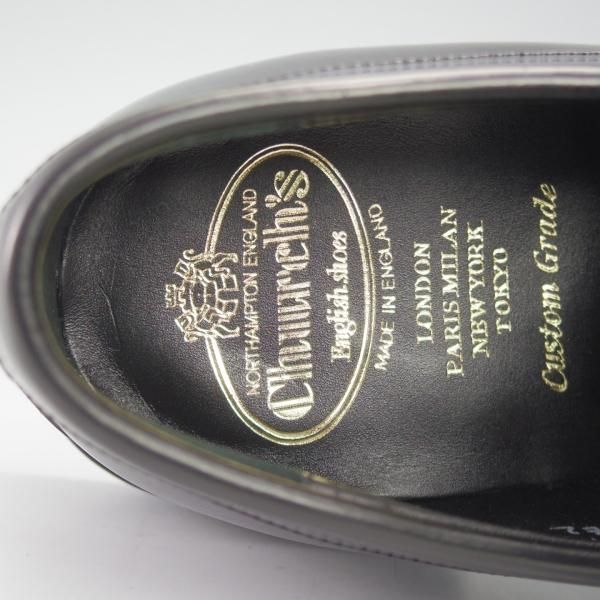 NORTHAMPTON ENGLAND
Church's
English shoes
MADE IN ENGLAND
LONDON
PARIS MILAN
NEW YORK
TOKYO
Custom Grade